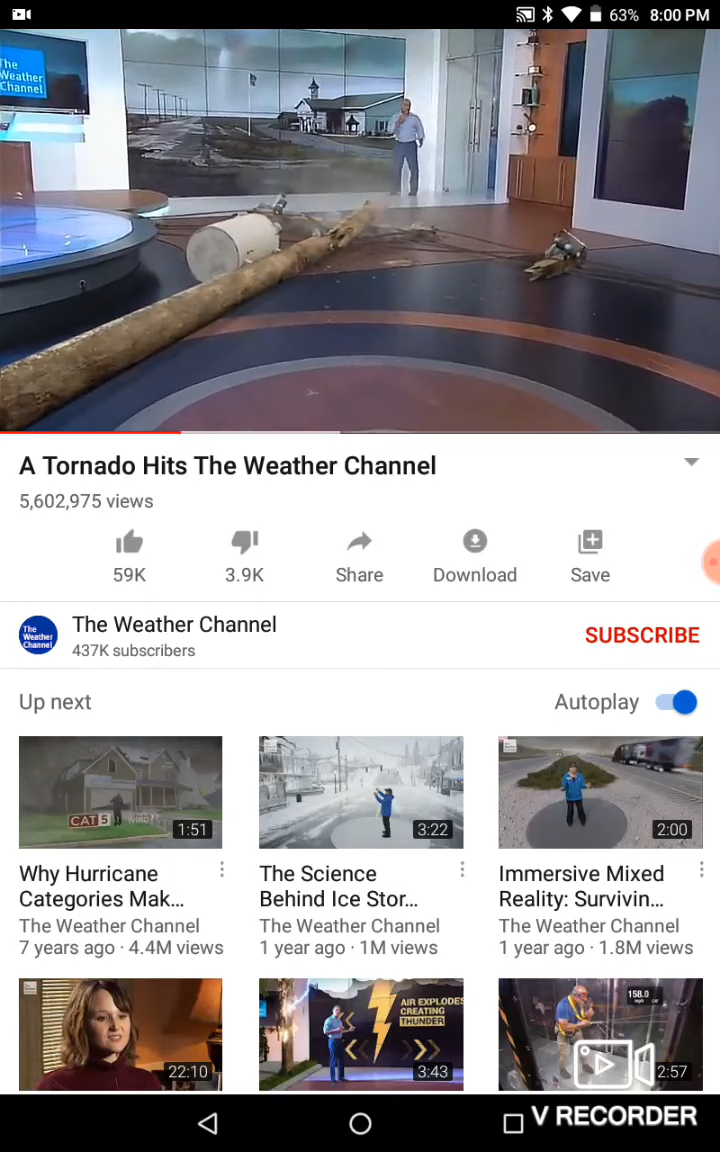 63% 8:00 PM
The
Weather
Channel
A Tornado Hits The Weather Channel
5,602,975 views
59K 3.9K Share Download Save
The
Weather
Channel
The Weather Channel
437K subscribers
SUBSCRIBE
Up next Autoplay
CAT 5 WIND
1:51
3:22
2:00
Why Hurricane
Categories Mak...
The Weather Channel
7 years ago · 4.4M views
The Science
Behind Ice Stor...
The Weather Channel
1 year ago · 1M views
Immersive Mixed
Reality: Survivin...
The Weather Channel
1 year ago · 1.8M views
22:10
AIR EXPLODES
CREATING
THUNDER
3:43
158.0
2:57
V RECORDER